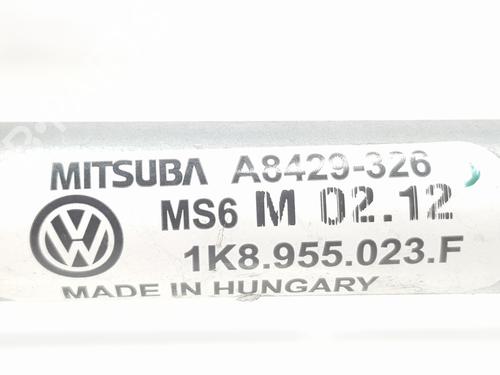 MITSUBA A8429-326
MS6 M 02.12
1K8.955.023.F
MADE IN HUNGARY